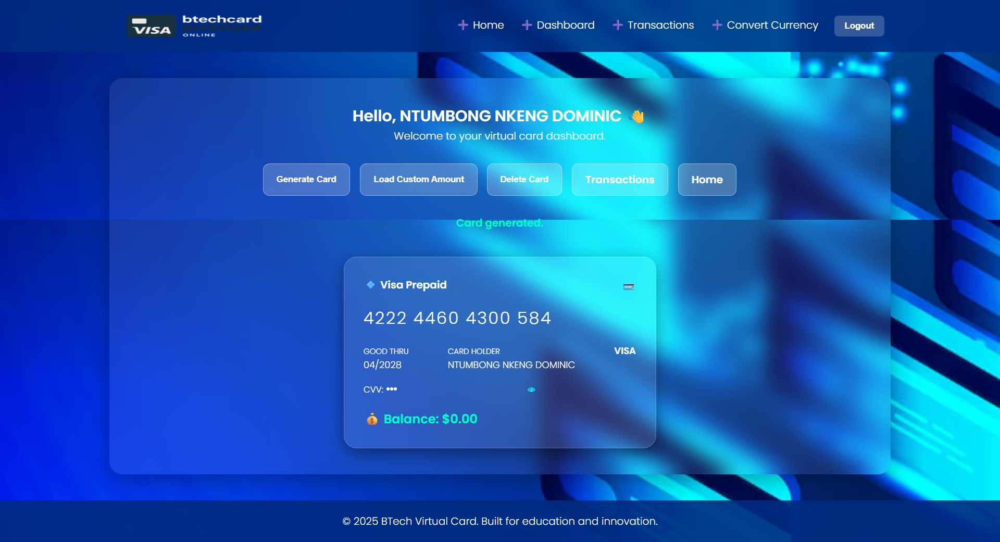 VISA
btechcard
prototype
ONLINE
Home
Dashboard
Transactions
Convert Currency
Logout
Hello, NTUMBONG NKENG DOMINIC 👋
Welcome to your virtual card dashboard.
Generate Card
Load Custom Amount
Delete Card
Transactions
Home
Card generated.
Visa Prepaid
4222 4460 4300 584
GOOD THRU
04/2028
CARD HOLDER
NTUMBONG NKENG DOMINIC
VISA
CVV: •••
💰 Balance: $0.00
© 2025 BTech Virtual Card. Built for education and innovation.